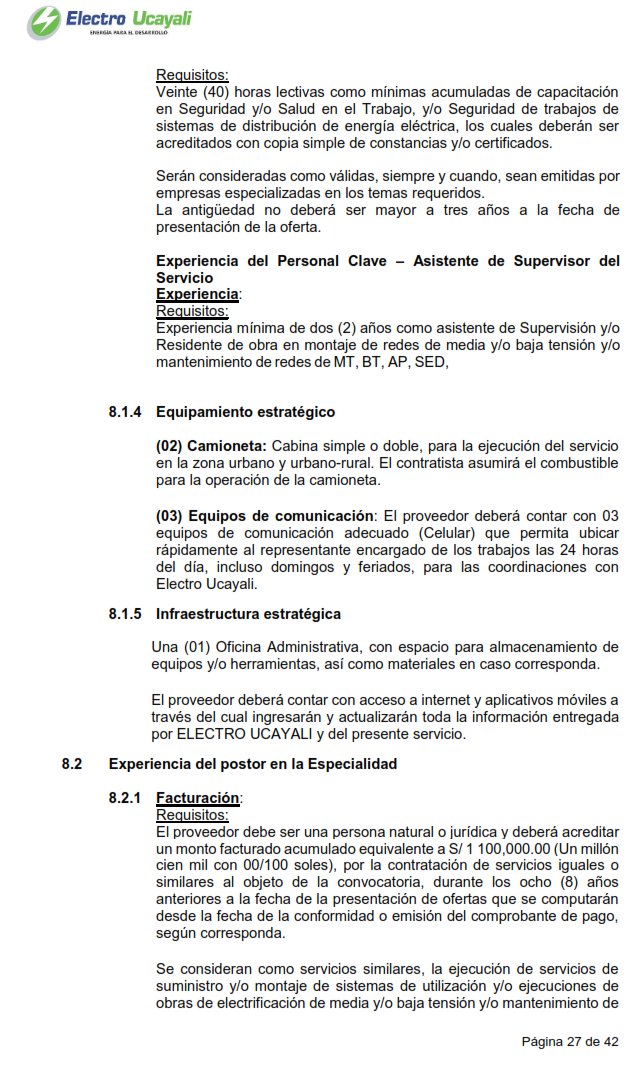 Electro Ucayali
ENERGÍA PARA EL DESARROLLO
Requisitos:
Veinte (40) horas lectivas como mínimas acumuladas de capacitación
en Seguridad y/o Salud en el Trabajo, y/o Seguridad de trabajos de
sistemas de distribución de energía eléctrica, los cuales deberán ser
acreditados con copia simple de constancias y/o certificados.
Serán consideradas como válidas, siempre y cuando, sean emitidas por
empresas especializadas en los temas requeridos.
La antigüedad no deberá ser mayor a tres años a la fecha de
presentación de la oferta.
Experiencia del Personal Clave – Asistente de Supervisor del
Servicio
Experiencia:
Requisitos:
Experiencia mínima de dos (2) años como asistente de Supervisión y/o
Residente de obra en montaje de redes de media y/o baja tensión y/o
mantenimiento de redes de MT, BT, AP, SED,
8.1.4 Equipamiento estratégico
(02) Camioneta: Cabina simple o doble, para la ejecución del servicio
en la zona urbano y urbano-rural. El contratista asumirá el combustible
para la operación de la camioneta.
(03) Equipos de comunicación: El proveedor deberá contar con 03
equipos de comunicación adecuado (Celular) que permita ubicar
rápidamente al representante encargado de los trabajos las 24 horas
del día, incluso domingos y feriados, para las coordinaciones con
Electro Ucayali.
8.1.5 Infraestructura estratégica
Una (01) Oficina Administrativa, con espacio para almacenamiento de
equipos y/o herramientas, así como materiales en caso corresponda.
El proveedor deberá contar con acceso a internet y aplicativos móviles a
través del cual ingresarán y actualizarán toda la información entregada
por ELECTRO UCAYALI y del presente servicio.
8.2 Experiencia del postor en la Especialidad
8.2.1 Facturación:
Requisitos:
El proveedor debe ser una persona natural o jurídica y deberá acreditar
un monto facturado acumulado equivalente a S/ 1 100,000.00 (Un millón
cien mil con 00/100 soles), por la contratación de servicios iguales o
similares al objeto de la convocatoria, durante los ocho (8) años
anteriores a la fecha de la presentación de ofertas que se computarán
desde la fecha de la conformidad o emisión del comprobante de pago,
según corresponda.
Se consideran como servicios similares, la ejecución de servicios de
suministro y/o montaje de sistemas de utilización y/o ejecuciones de
obras de electrificación de media y/o baja tensión y/o mantenimiento de
Página 27 de 42